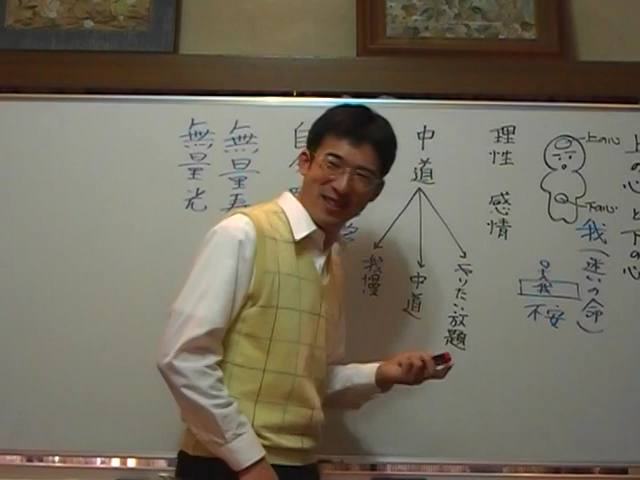 上の心と下の心
上の心
下の心
我(迷いの命)
我
不安
理性 感情
中道
やりたい放題
中道
我慢
無量寿
無量光